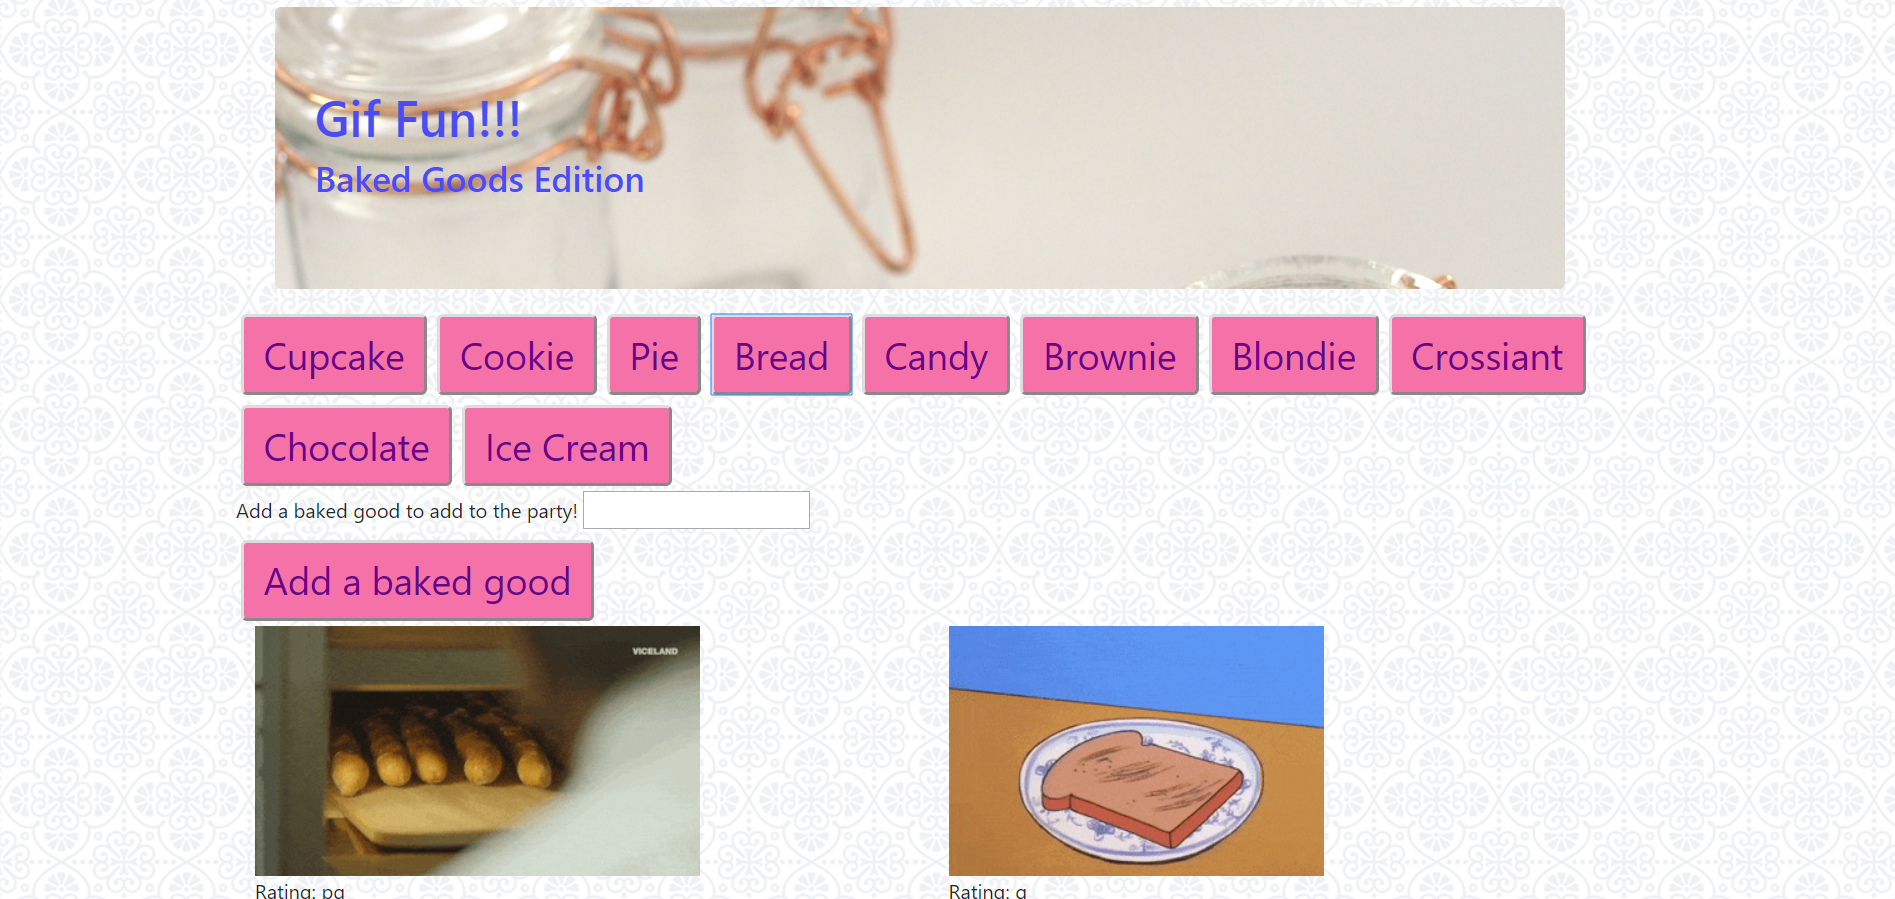 Gif Fun!!!
Baked Goods Edition
Cupcake Cookie Pie Bread Candy Brownie Blondie Crossiant
Chocolate Ice Cream
Add a baked good to add to the party!
Add a baked good
VICELAND
Rating: pg
Rating: g